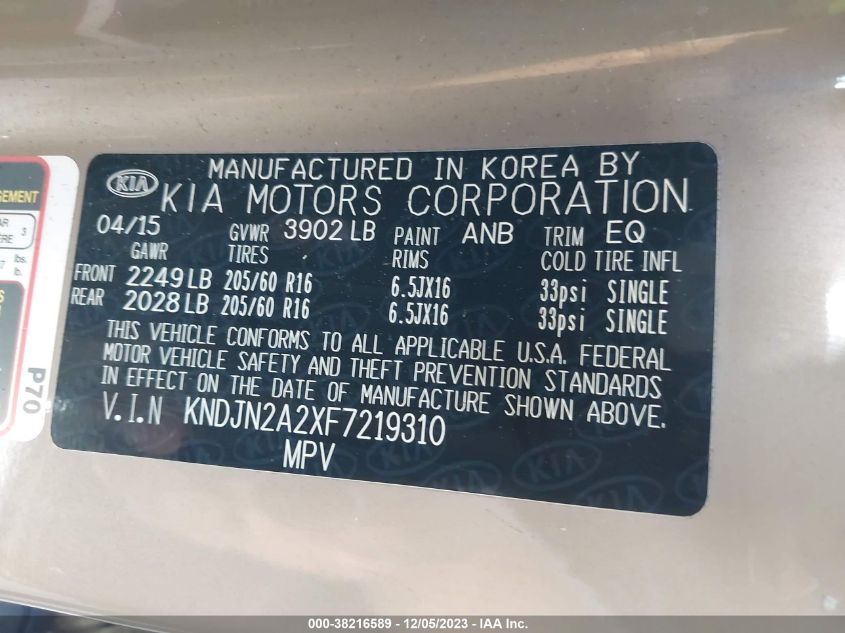 MANUFACTURED IN KOREA BY
KIA KIA MOTORS CORPORATION
04/15 GVWR 3902 LB PAINT ANB TRIM EQ
GAWR TIRES RIMS COLD TIRE INFL
FRONT 2249 LB 205/60 R16 6.5JX16 33psi SINGLE
REAR 2028 LB 205/60 R16 6.5JX16 33psi SINGLE
THIS VEHICLE CONFORMS TO ALL APPLICABLE U.S.A. FEDERAL
MOTOR VEHICLE SAFETY AND THEFT PREVENTION STANDARDS
IN EFFECT ON THE DATE OF MANUFACTURE SHOWN ABOVE.
V.I.N KNDJN2A2XF7219310
MPV
P70
000-38216589 - 12/05/2023 - IAA Inc.